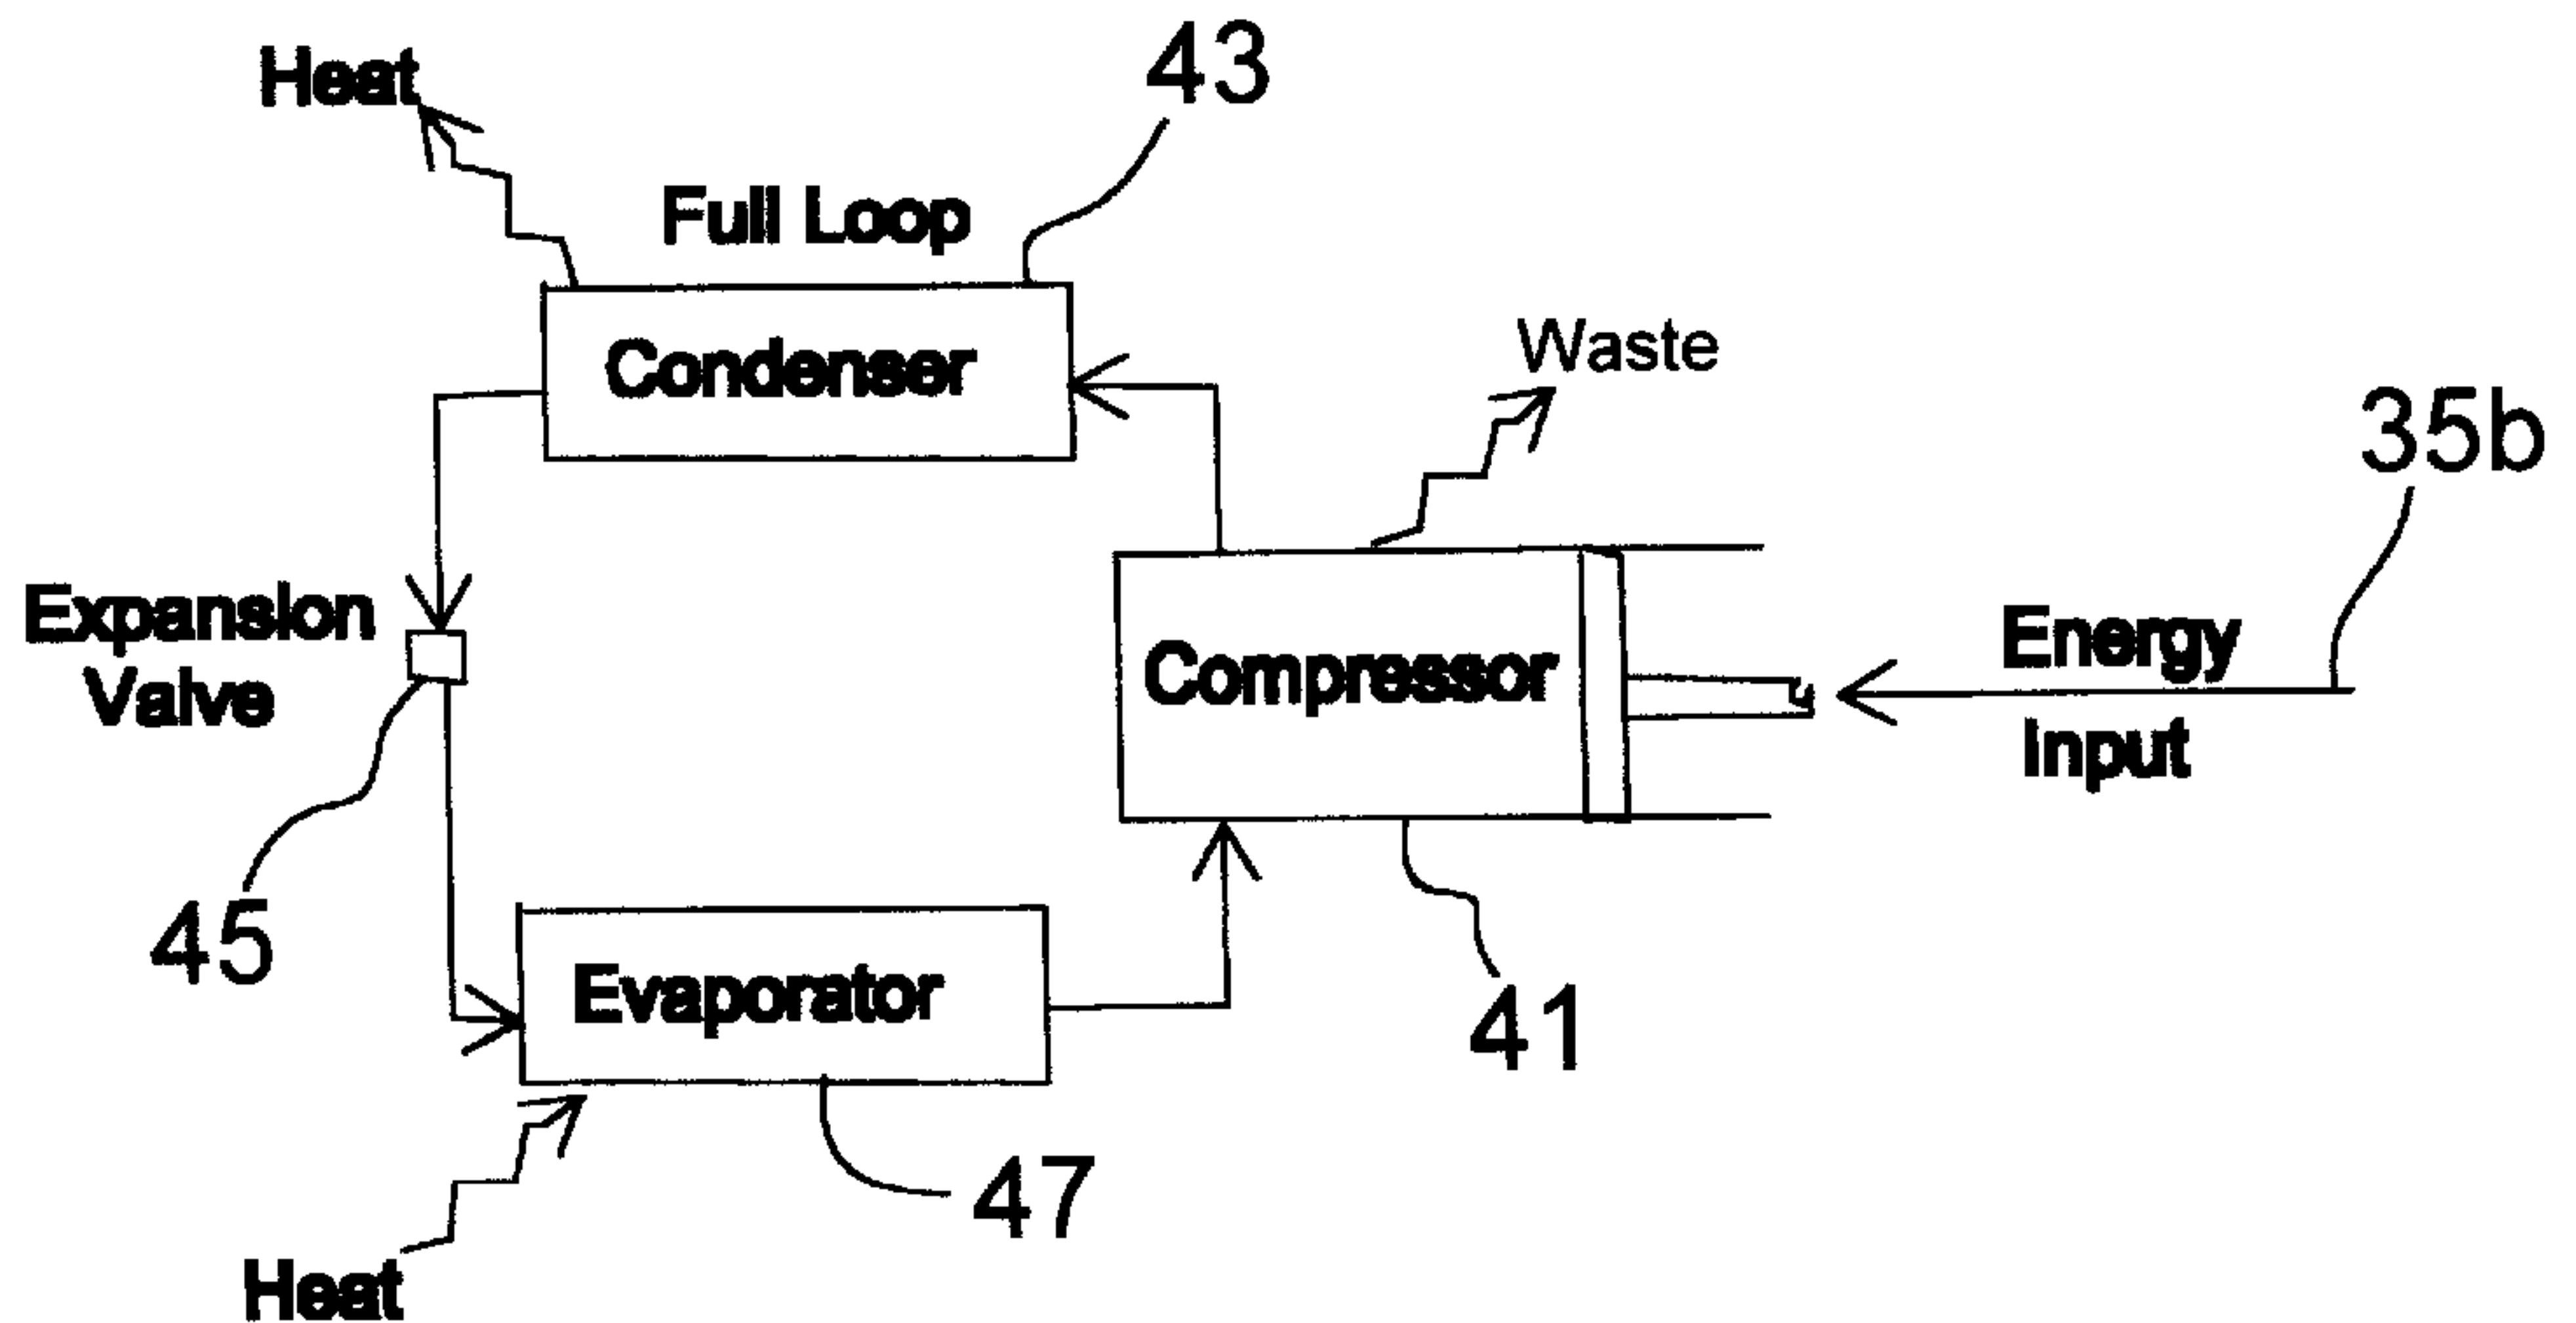 43
Heat
Full Loop
Condenser
Waste
35b
Expansion
Valve
Energy
Input
Compressor
45
Evaporator
41
47
Heat